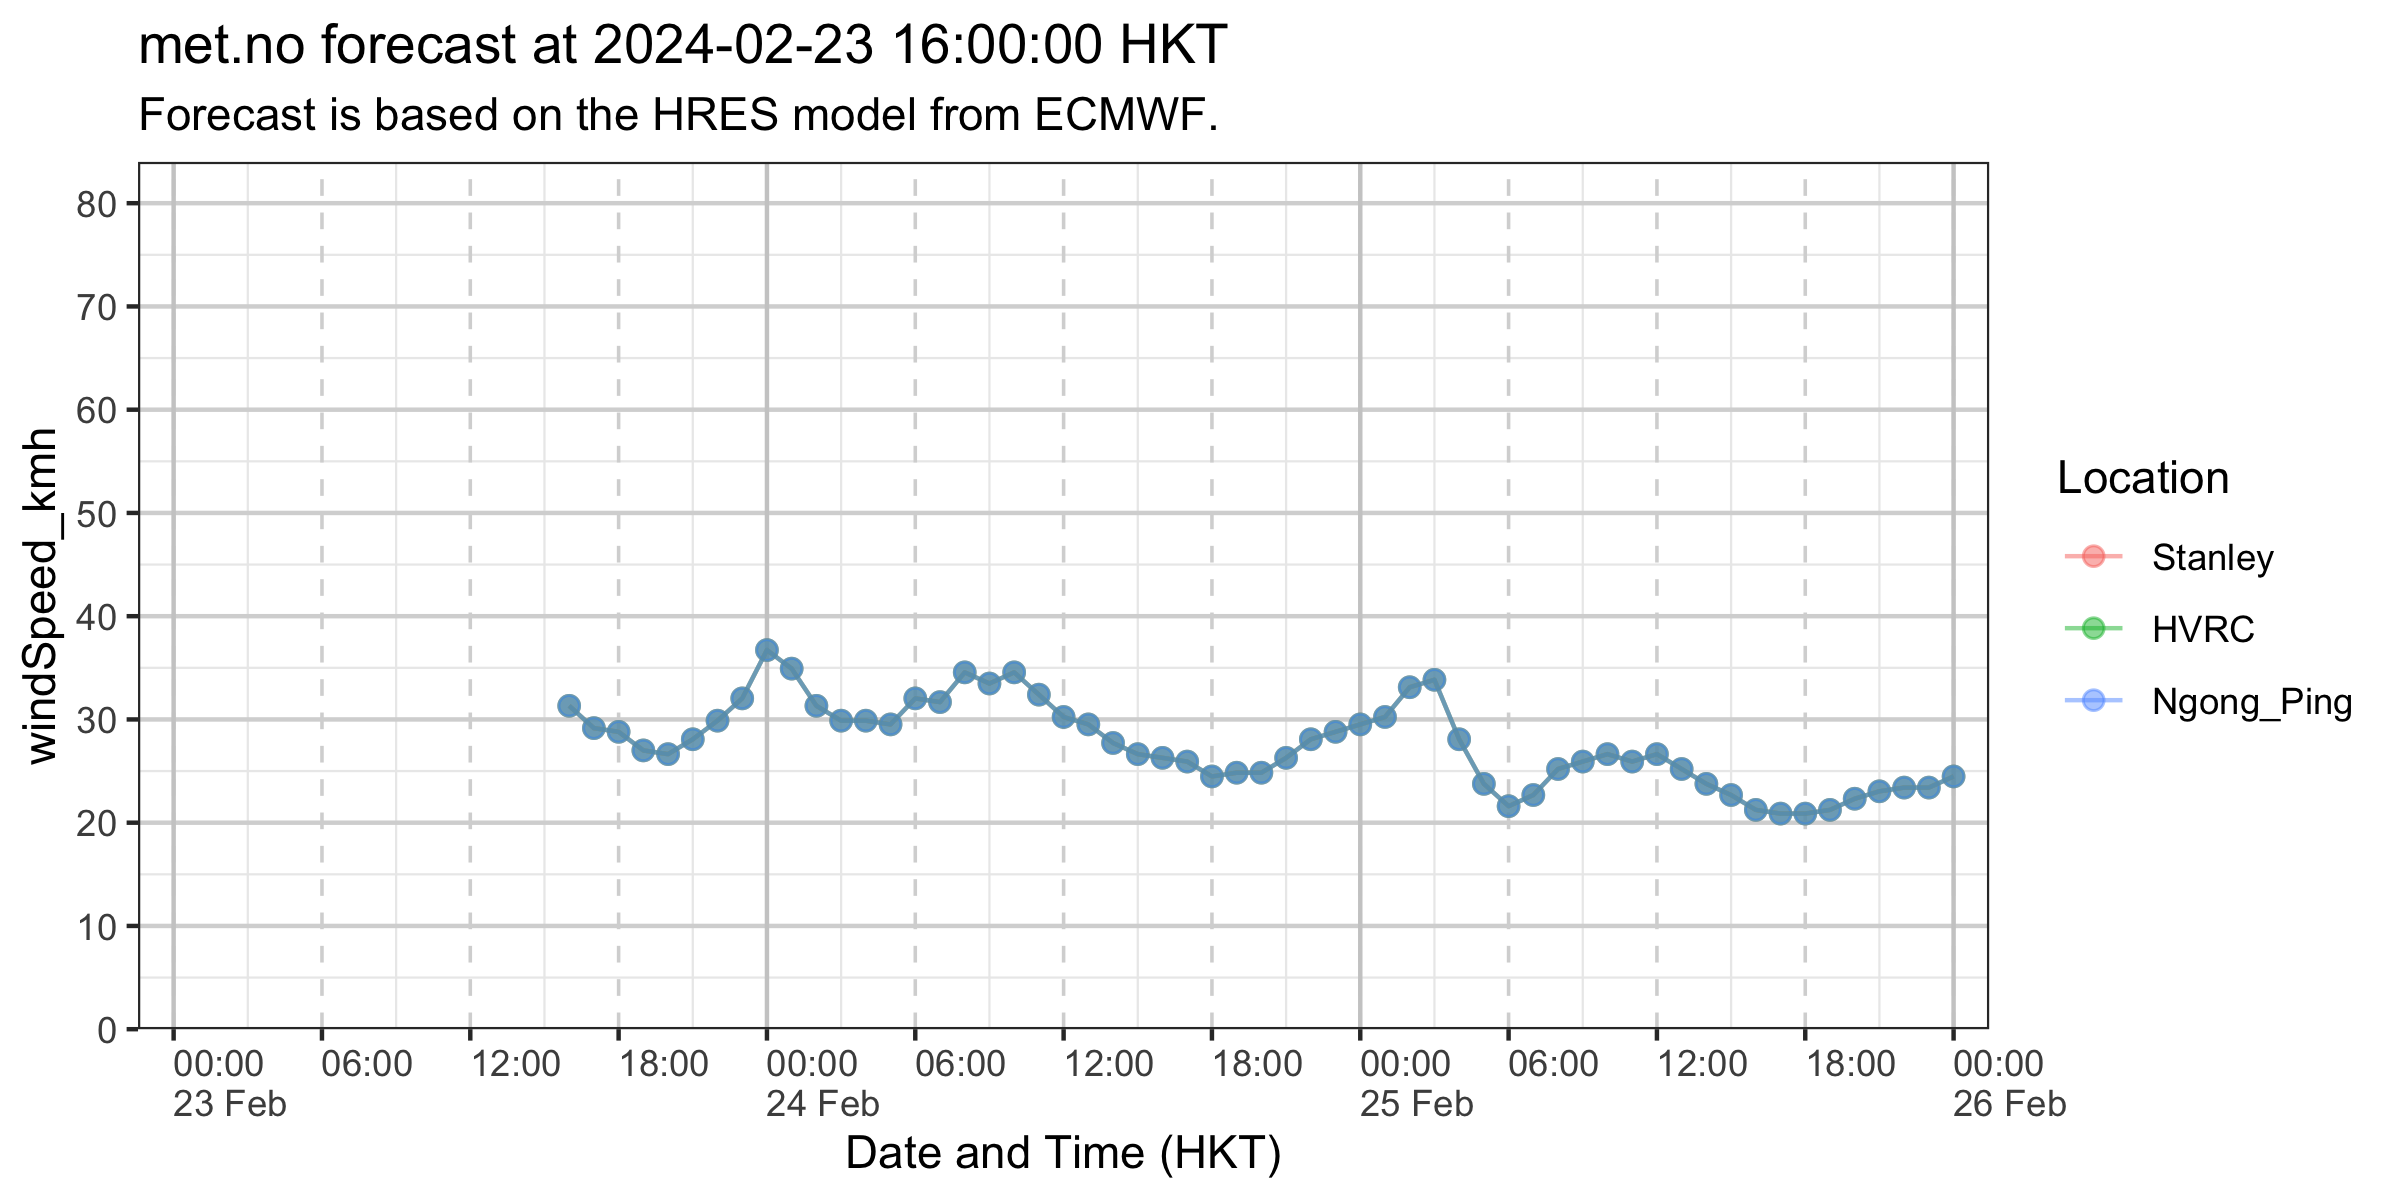 met.no forecast at 2024-02-23 16:00:00 HKT
Forecast is based on the HRES model from ECMWF.
windSpeed_kmh
80
70
60
50
40
30
20
10
0
00:00 06:00 12:00 18:00 00:00 06:00 12:00 18:00 00:00 06:00 12:00 18:00 00:00
23 Feb 24 Feb 25 Feb 26 Feb
Date and Time (HKT)
Location
Stanley
HVRC
Ngong_Ping